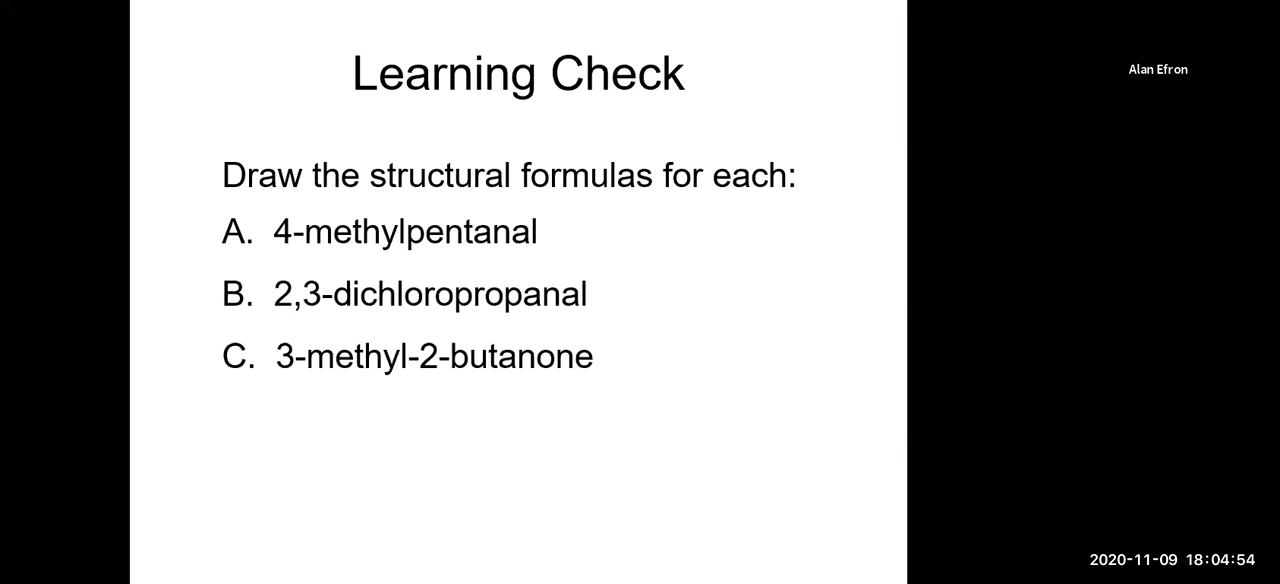 Learning Check
Alan Efron
Draw the structural formulas for each:
A. 4-methylpentanal
B. 2,3-dichloropropanal
C. 3-methyl-2-butanone
2020-11-09 18:04:54